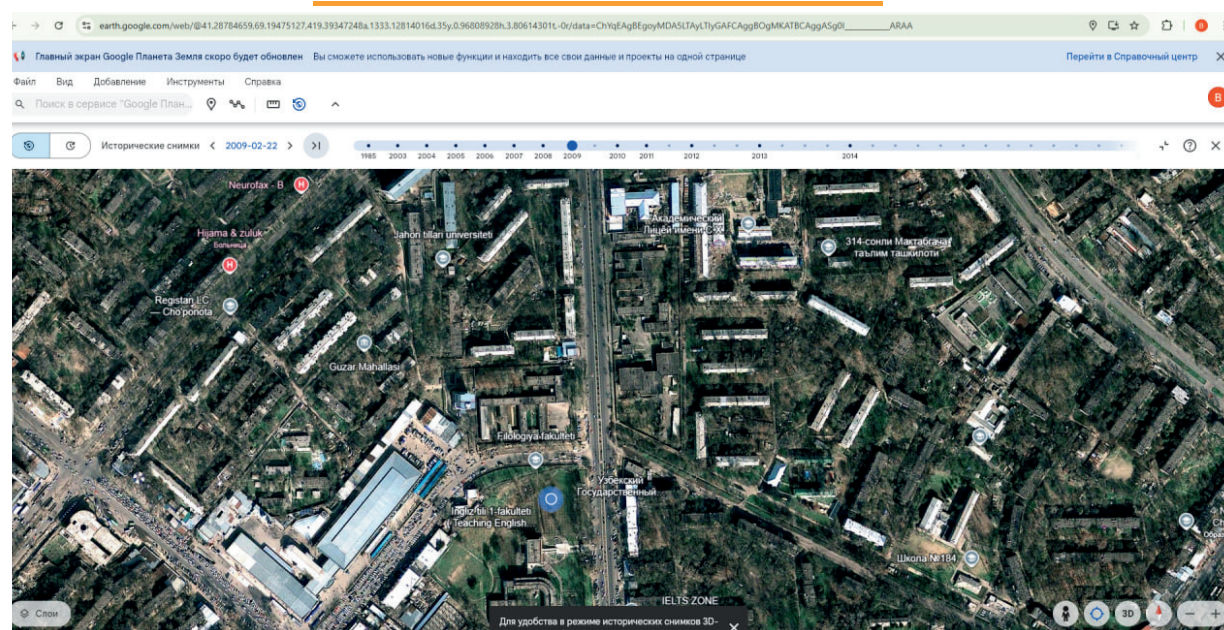 earth.google.com/web/@41.28784659,69.19475127,419.39347248a,1333.12814016d,35y,0.96808928h,3.80614301t,-0r/data=ChYqEAgBEgoyMDA5LTAyLTIyGAFCAggBOgMKATBCAggASg0I___________ARAA
Главный экран Google Планета Земля скоро будет обновлен Вы сможете использовать новые функции и находить все свои данные и проекты на одной странице Перейти в Справочный центр
Файл Вид Добавление Инструменты Справка
Поиск в сервисе "Google План...
В
Исторические снимки 2009-02-22
1985 2003 2004 2005 2006 2007 2008 2009 2010 2011 2012 2013 2014
Neurofax - B
H
Hijama & zuluk
больница
H
Jahon tillari universiteti
Академический
Лицей имени С.Х.
314-сонли Мактабгача
таълим ташкилоти
Registan LC
— Cho'ponota
Guzar Mahallasi
Filologiya fakulteti
Узбекский
Государственный
Ingliz tili 1-fakulteti
Teaching English
Школа №184
Образ
IELTS ZONE
Слои
Для удобства в режиме исторических снимков 3D-
3D